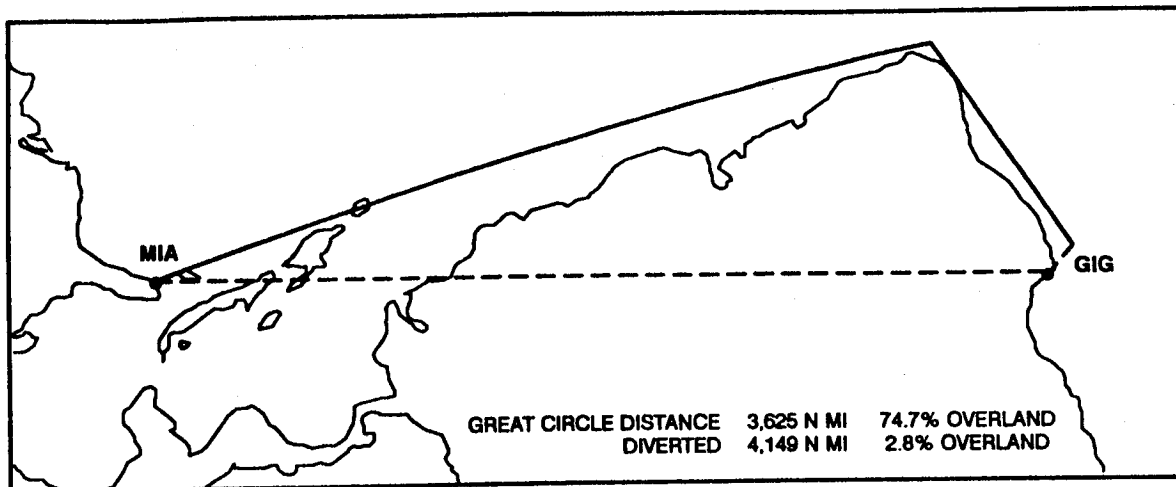 MIA
GIG
GREAT CIRCLE DISTANCE 3,625 N MI 74.7% OVERLAND
DIVERTED 4,149 N MI 2.8% OVERLAND